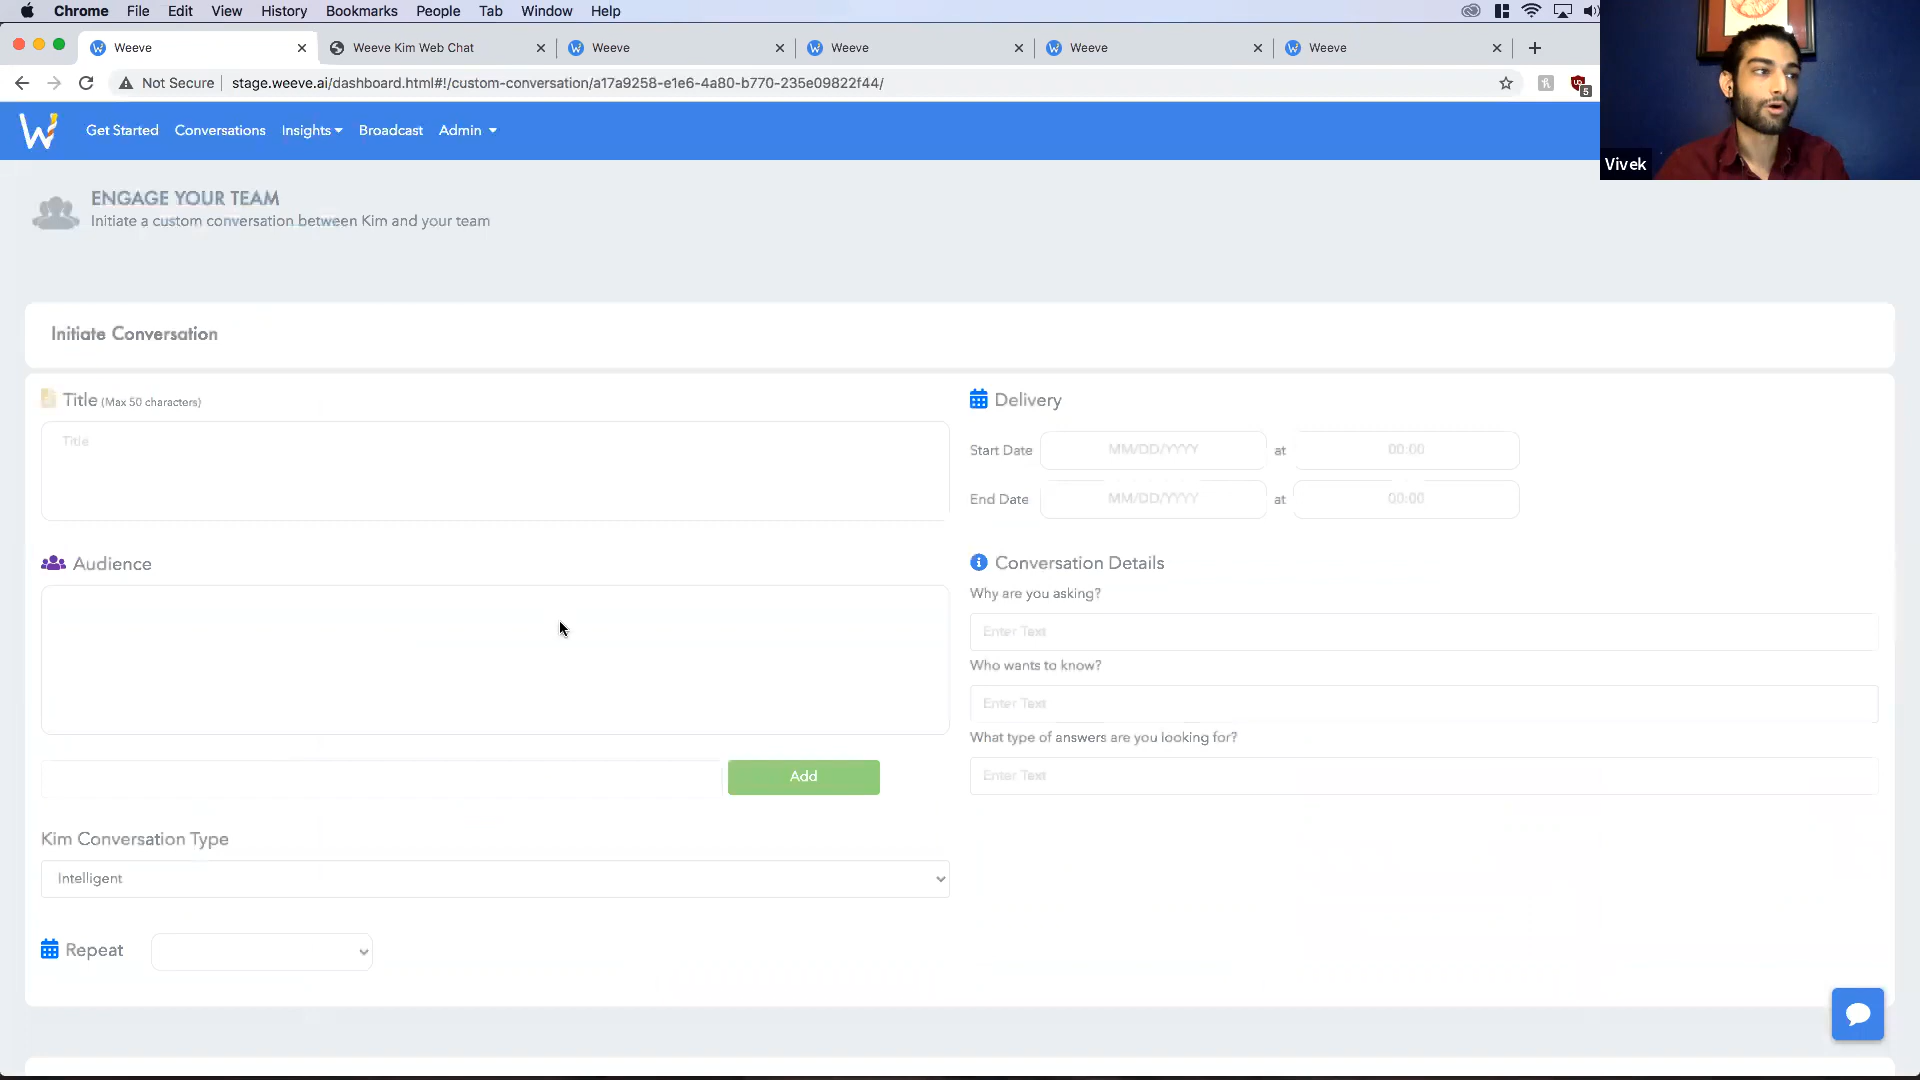 Chrome File Edit View History Bookmarks People Tab Window Help
Weeve Weeve Kim Web Chat Weeve Weeve Weeve Weeve
Not Secure stage.weeve.ai/dashboard.html#!/custom-conversation/a17a9258-e1e6-4a80-b770-235e09822f44/
5
W Get Started Conversations Insights Broadcast Admin
Vivek
ENGAGE YOUR TEAM
Initiate a custom conversation between Kim and your team
Initiate Conversation
Title (Max 50 characters)
Title
Delivery
Start Date MM/DD/YYYY at 00:00
End Date MM/DD/YYYY at 00:00
Audience
Add
Conversation Details
Why are you asking?
Enter Text
Who wants to know?
Enter Text
What type of answers are you looking for?
Enter Text
Kim Conversation Type
Intelligent
Repeat